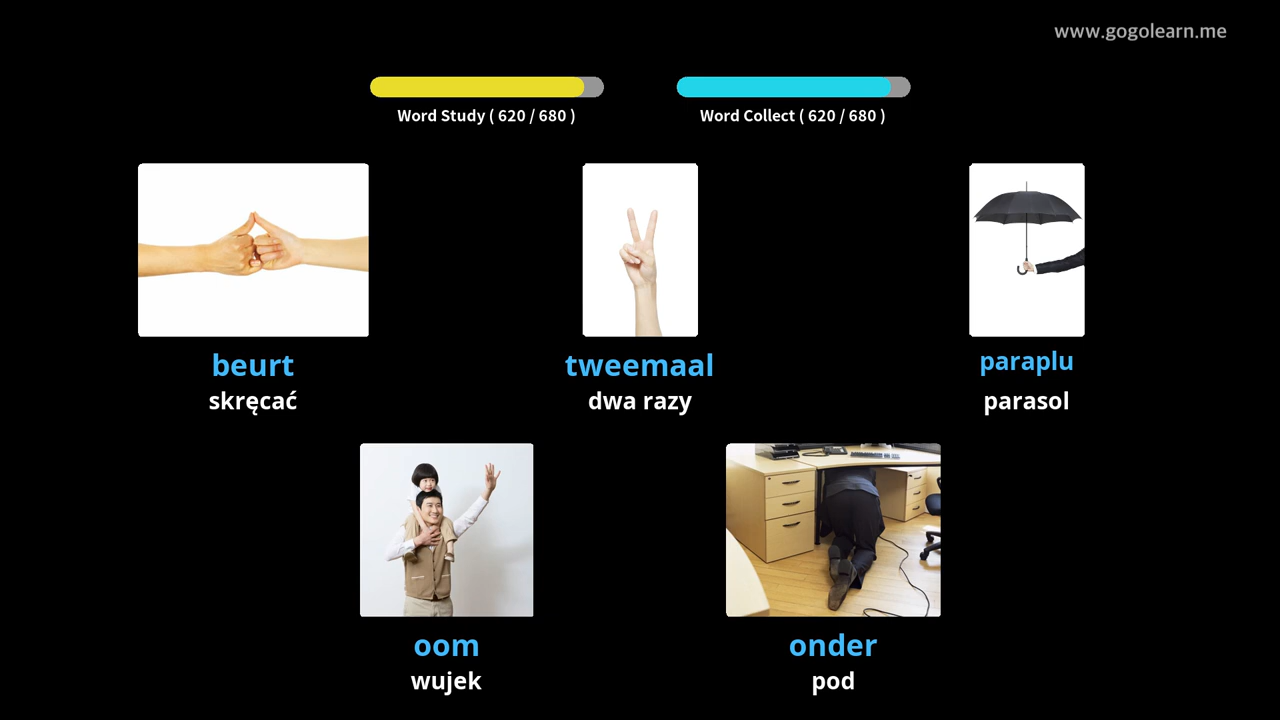 www.gogolearn.me
Word Study ( 620 / 680 )
Word Collect ( 620 / 680 )
beurt
skręcać
tweemaal
dwa razy
paraplu
parasol
oom
wujek
onder
pod